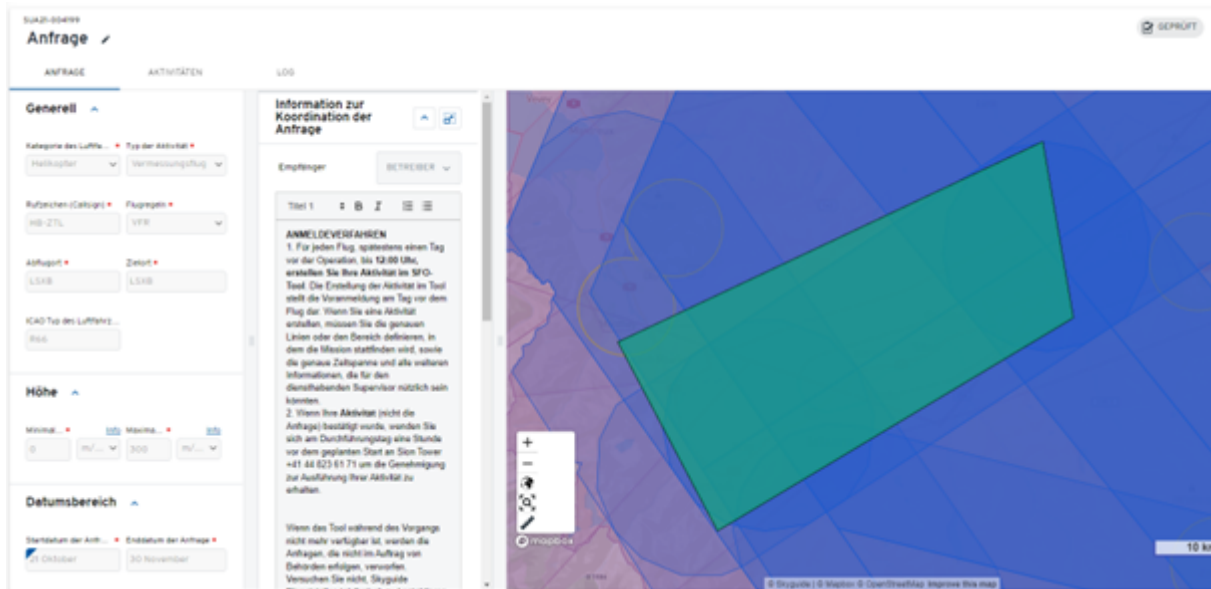 SUA21-004199
Anfrage
GEPRÜFT
ANFRAGE
AKTIVITÄTEN
LOG
Generell
Kategorie des Luftfa... *
Typ der Aktivität *
Helikopter
Vermessungsflug
Rufzeichen (Callsign) *
Flugregeln *
HB-ZTL
VFR
Abflugort *
Zielort *
LSXB
LSXB
ICAO Typ des Luftfahrz...
R66
Höhe
Minimal... *
Info
Maxima... *
Info
0
m/...
300
m/...
Datumsbereich
Startdatum der Anfr... *
Enddatum der Anfrage *
21 Oktober
30 November
Information zur
Koordination der
Anfrage
Empfänger
BETREIBER
Titel 1
B
I
ANMELDEVERFAHREN
1. Für jeden Flug, spätestens einen Tag
vor der Operation, bis 12:00 Uhr,
erstellen Sie Ihre Aktivität im SFO-
Tool. Die Erstellung der Aktivität im Tool
stellt die Voranmeldung am Tag vor dem
Flug dar. Wenn Sie eine Aktivität
erstellen, müssen Sie die genauen
Linien oder den Bereich definieren, in
dem die Mission stattfinden wird, sowie
die genaue Zeitspanne und alle weiteren
Informationen, die für den
diensthabenden Supervisor nützlich sein
könnten.
2. Wenn Ihre Aktivität (nicht die
Anfrage) bestätigt wurde, wenden Sie
sich am Durchführungstag eine Stunde
vor dem geplanten Start an Sion Tower
+41 44 823 61 71 um die Genehmigung
zur Ausführung Ihrer Aktivität zu
erhalten.
Wenn das Tool während des Vorgangs
nicht mehr verfügbar ist, werden die
Anfragen, die nicht im Auftrag von
Behörden erfolgen, verworfen.
Versuchen Sie nicht, Skyguide
mapbox
10 k
© Skyguide | © Mapbox © OpenStreetMap Improve this map